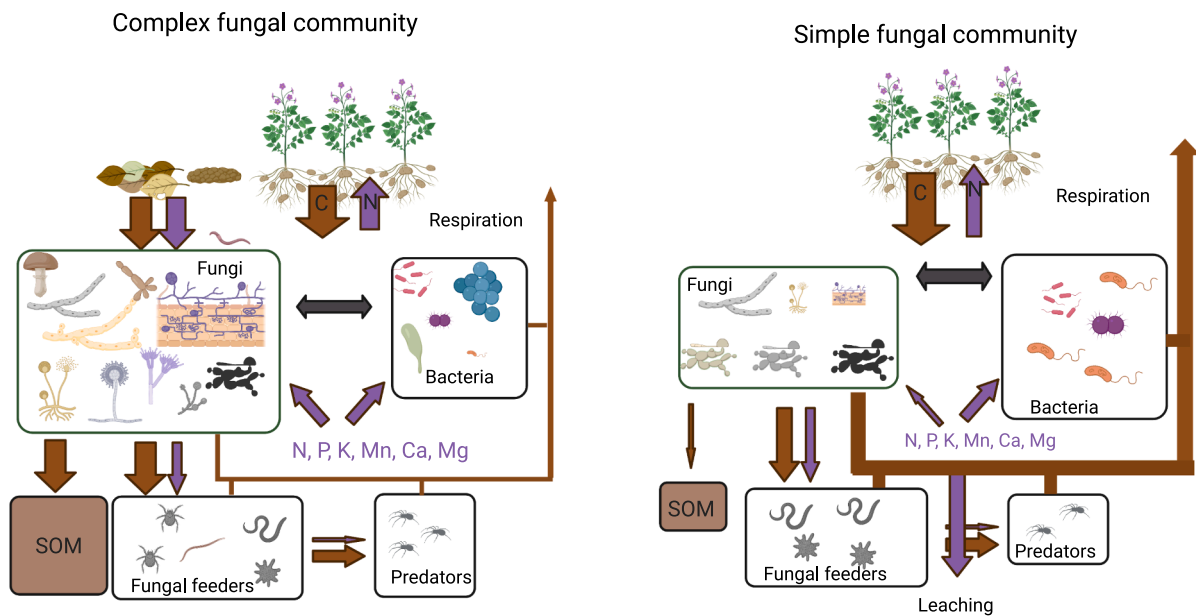 Complex fungal community
C
N
Respiration
Fungi
Bacteria
N, P, K, Mn, Ca, Mg
SOM
Fungal feeders
Predators
Simple fungal community
C
N
Respiration
Fungi
Bacteria
N, P, K, Mn, Ca, Mg
SOM
Fungal feeders
Predators
Leaching